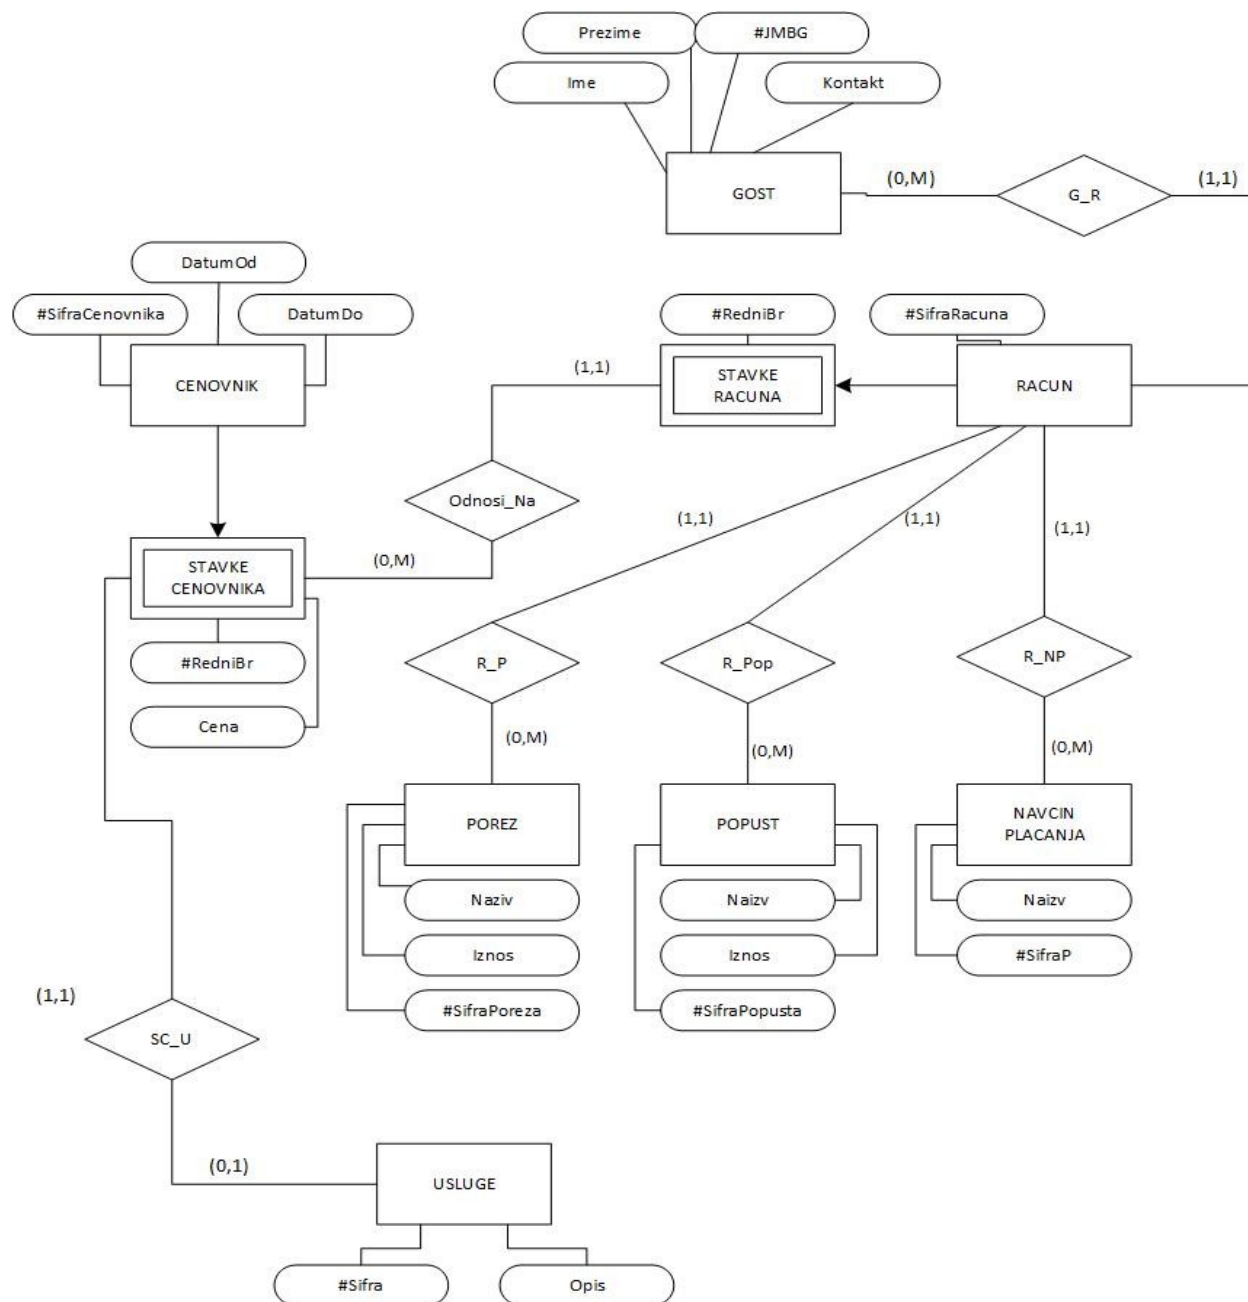 Prezime
#JMBG
Ime
Kontakt
GOST
(0,M)
G_R
(1,1)
DatumOd
#SifraCenovnika
DatumDo
CENOVNIK
#RedniBr
#SifraRacuna
(1,1)
STAVKE
RACUNA
RACUN
Odnosi_Na
(1,1)
(1,1)
(1,1)
(0,M)
STAVKE
CENOVNIKA
#RedniBr
Cena
R_P
R_Pop
R_NP
(0,M)
(0,M)
(0,M)
POREZ
POPUST
NAVCIN
PLACANJA
Naziv
Naizv
Naizv
Iznos
Iznos
#SifraP
#SifraPoreza
#SifraPopusta
(1,1)
SC_U
(0,1)
USLUGE
#Sifra
Opis